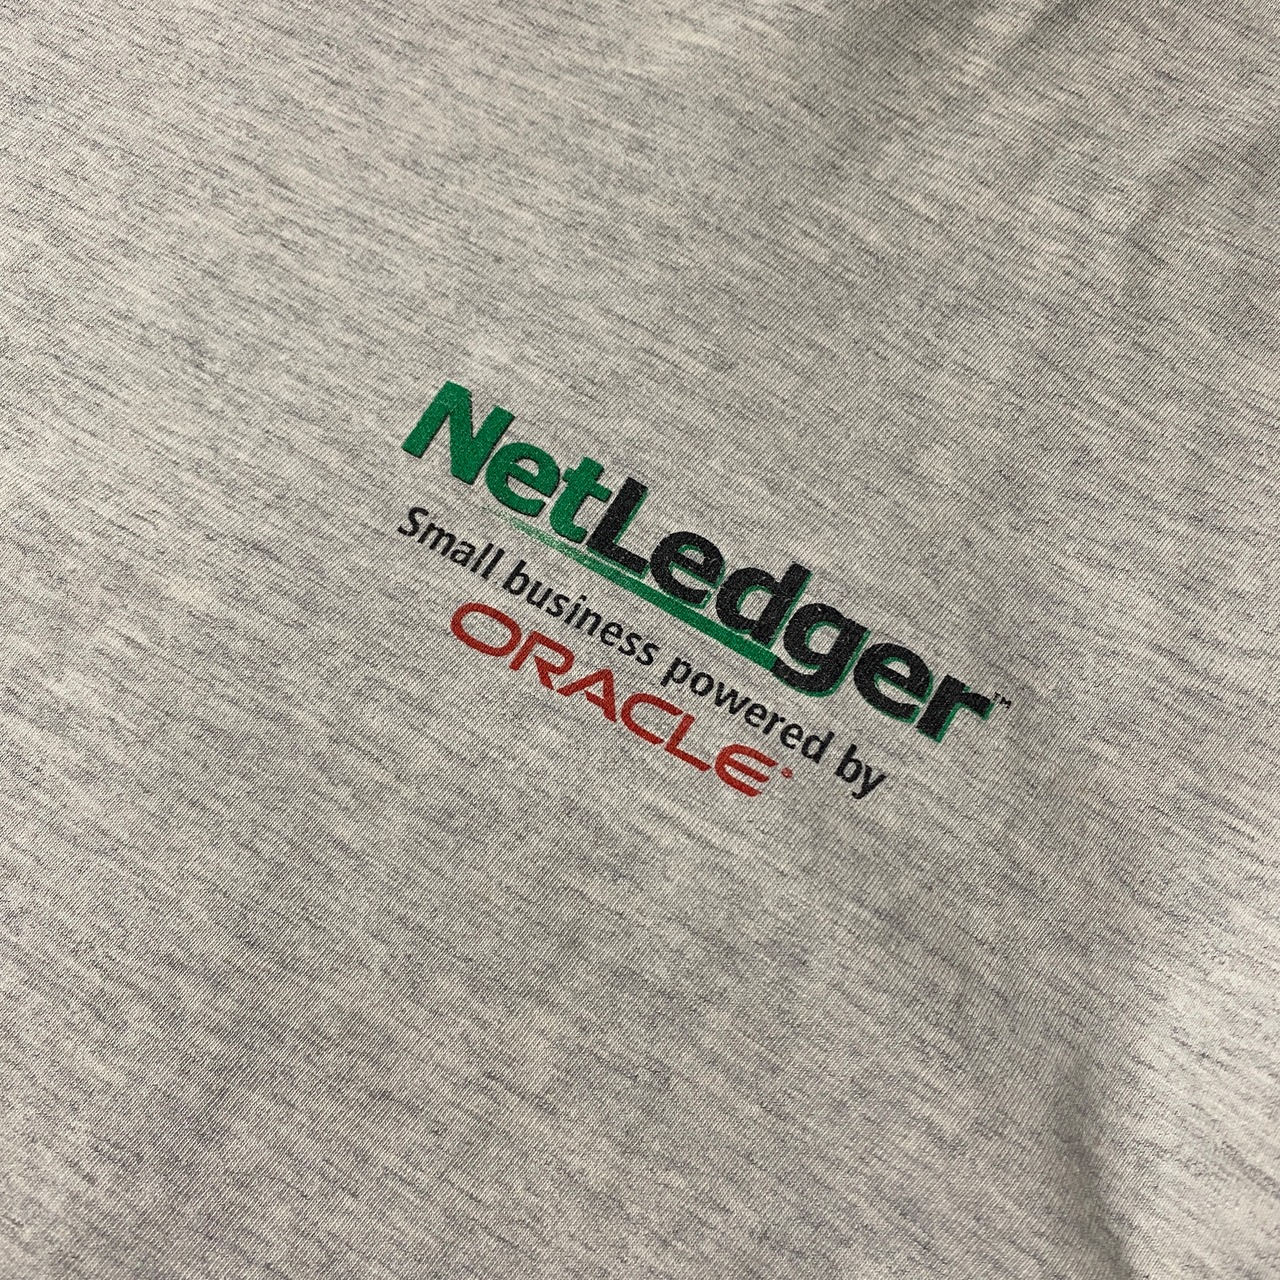 NetLedger™
Small business powered by
ORACLE®